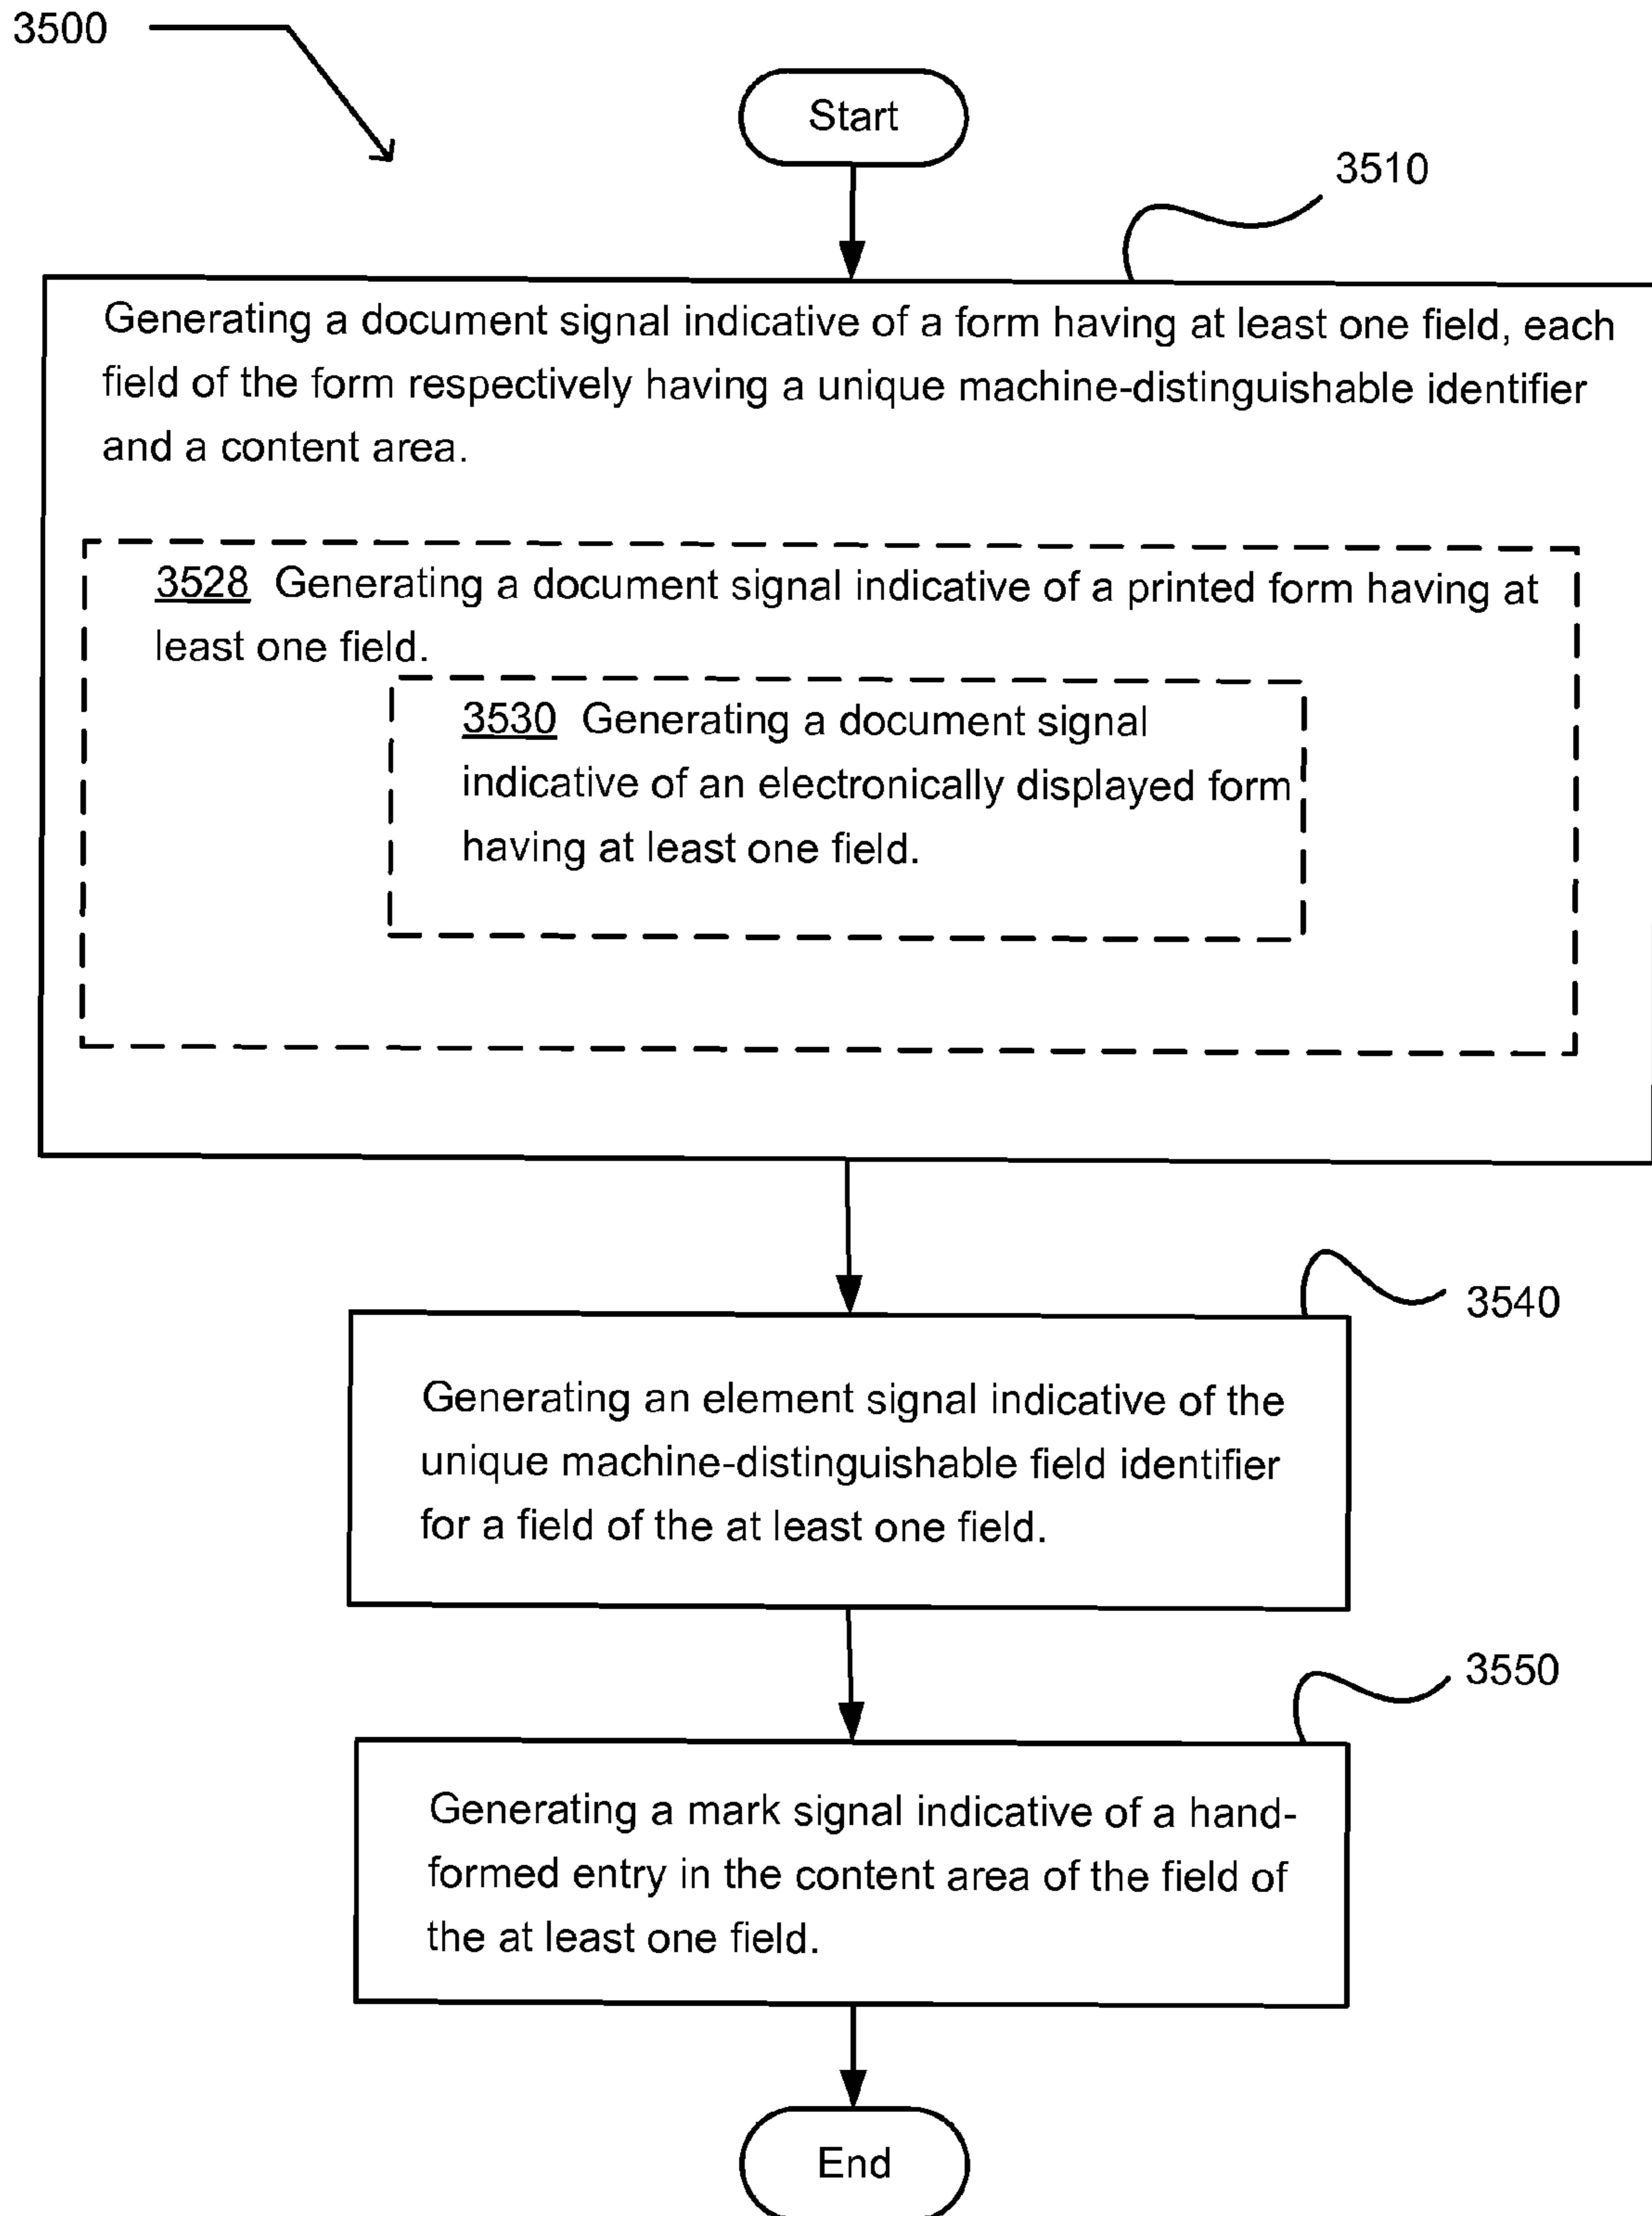 3500
Start
3510
Generating a document signal indicative of a form having at least one field, each
field of the form respectively having a unique machine-distinguishable identifier
and a content area.
3528 Generating a document signal indicative of a printed form having at
least one field.
3530 Generating a document signal
indicative of an electronically displayed form
having at least one field.
3540
Generating an element signal indicative of the
unique machine-distinguishable field identifier
for a field of the at least one field.
3550
Generating a mark signal indicative of a hand-
formed entry in the content area of the field of
the at least one field.
End